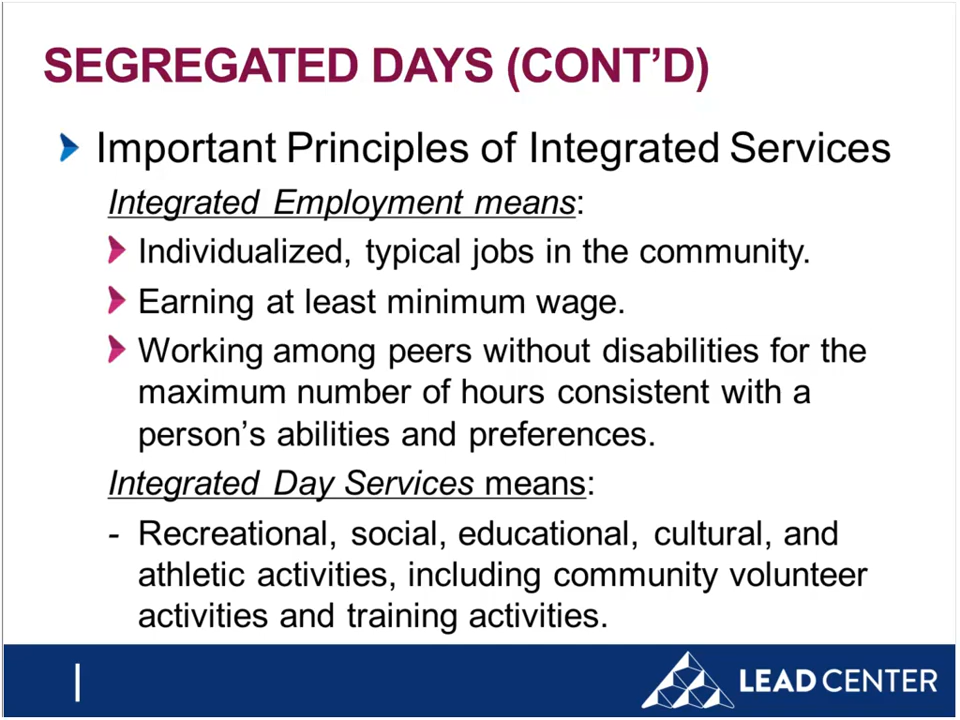 SEGREGATED DAYS (CONT’D)
Important Principles of Integrated Services
Integrated Employment means:
Individualized, typical jobs in the community.
Earning at least minimum wage.
Working among peers without disabilities for the
maximum number of hours consistent with a
person’s abilities and preferences.
Integrated Day Services means:
- Recreational, social, educational, cultural, and
athletic activities, including community volunteer
activities and training activities.
LEAD CENTER